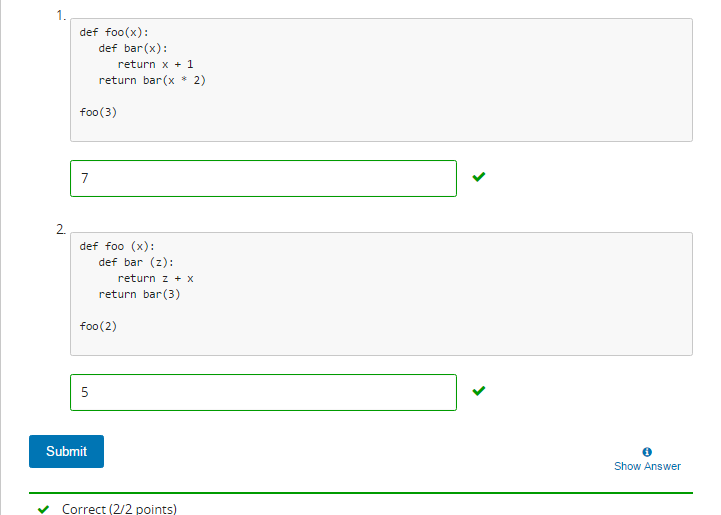 1.
def foo(x):
   def bar(x):
      return x + 1
   return bar(x * 2)
foo(3)
7
2.
def foo (x):
   def bar (z):
      return z + x
   return bar(3)
foo(2)
5
Submit
Show Answer
Correct (2/2 points)